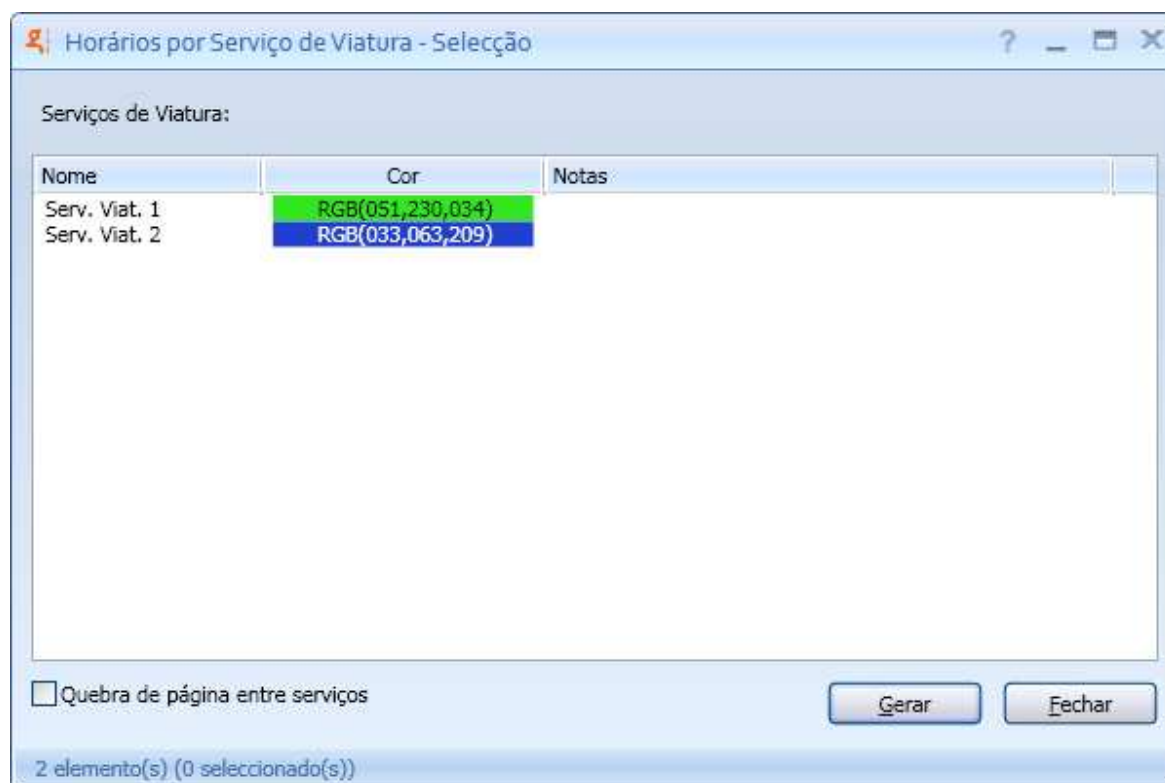 Horários por Serviço de Viatura - Selecção
Serviços de Viatura:
Nome Cor Notas
Serv. Viat. 1 RGB(051,230,034)
Serv. Viat. 2 RGB(033,063,209)
Quebra de página entre serviços
Gerar Fechar
2 elemento(s) (0 seleccionado(s))